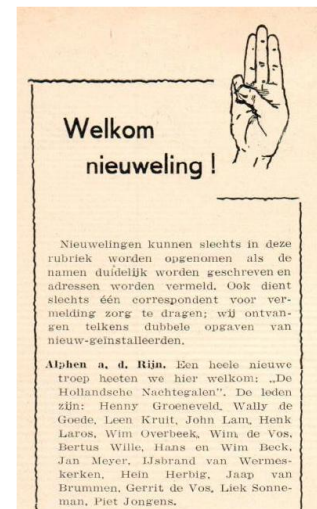 Welkom
nieuweling !
Nieuwelingen kunnen slechts in deze
rubriek worden opgenomen als de
namen duidelijk worden geschreven en
adressen worden vermeld. Ook dient
slechts één correspondent voor ver-
melding zorg te dragen; wij ontvan-
gen telkens dubbele opgaven van
nieuw-geïnstalleerden.
Alphen a. d. Rijn. Een heele nieuwe
troep heeten we hier welkom: „De
Hollandsche Nachtegalen". De leden
zijn: Henny Groeneveld, Wally de
Goede, Leen Kruit, John Lam, Henk
Laros, Wim Overbeek, Wim de Vos,
Bertus Wille, Hans en Wim Beck,
Jan Meyer, IJsbrand van Wermes-
kerken, Hein Herbig, Jaap van
Brummen, Gerrit de Vos, Liek Sonne-
man, Piet Jongens.